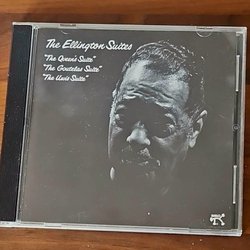 The Ellington Suites
"The Queen's Suite"
"The Goutelas Suite"
"The Uwis Suite"